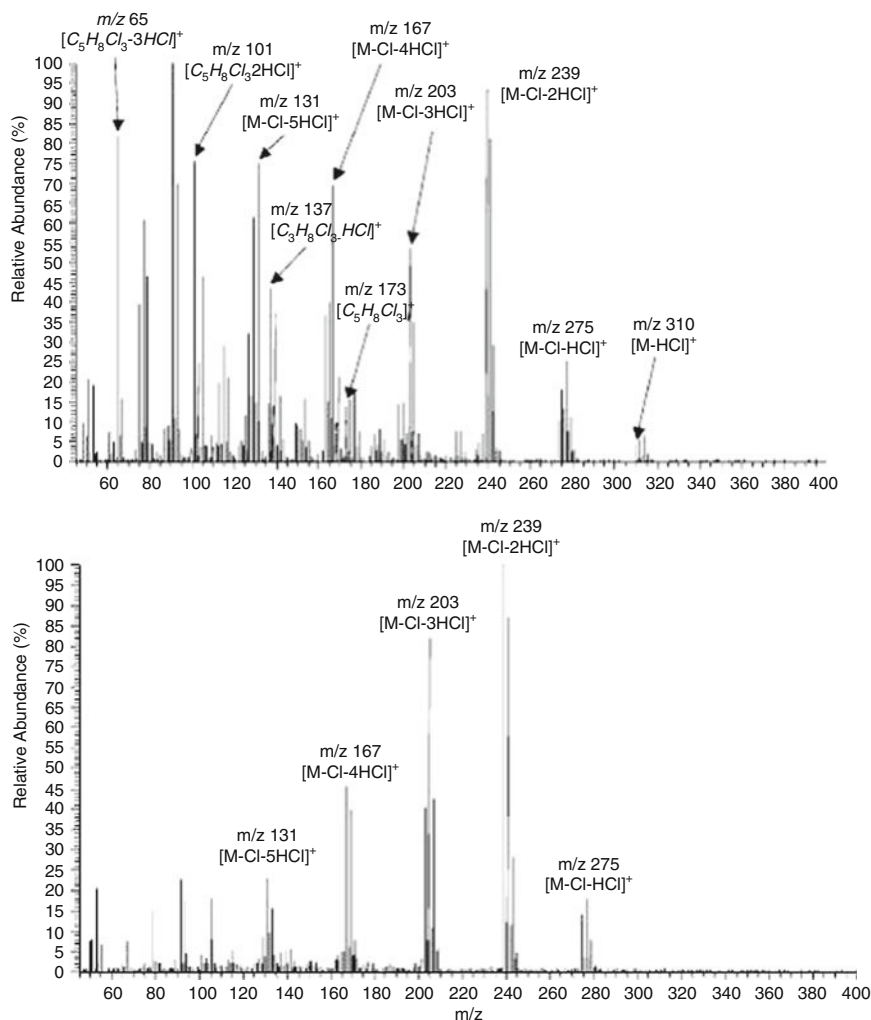 m/z 65
[C5H8Cl3-3HCl]+
m/z 101
[C5H8Cl32HCl]+
m/z 131
[M-Cl-5HCl]+
m/z 137
[C3H8Cl3-HCl]+
m/z 167
[M-Cl-4HCl]+
m/z 173
[C5H8Cl3]+
m/z 203
[M-Cl-3HCl]+
m/z 239
[M-Cl-2HCl]+
m/z 275
[M-Cl-HCl]+
m/z 310
[M-HCl]+
Relative Abundance (%)
100
95
90
85
80
75
70
65
60
55
50
45
40
35
30
25
20
15
10
5
0
60 80 100 120 140 160 180 200 220 240 260 280 300 320 340 360 380 400
m/z 239
[M-Cl-2HCl]+
m/z 203
[M-Cl-3HCl]+
m/z 167
[M-Cl-4HCl]+
m/z 131
[M-Cl-5HCl]+
m/z 275
[M-Cl-HCl]+
Relative Abundance (%)
100
95
90
85
80
75
70
65
60
55
50
45
40
35
30
25
20
15
10
5
0
60 80 100 120 140 160 180 200 220 240 260 280 300 320 340 360 380 400
m/z